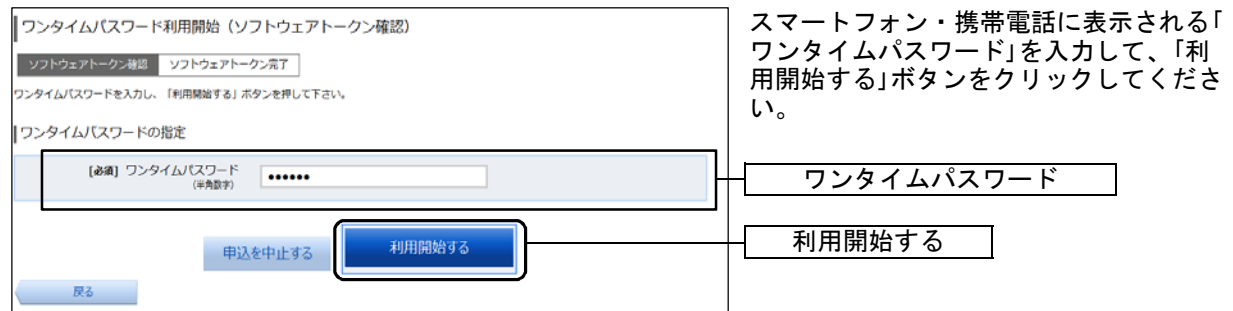 ワンタイムパスワード利用開始（ソフトウェアトークン確認）
ソフトウェアトークン確認 ソフトウェアトークン完了
ワンタイムパスワードを入力し、「利用開始する」ボタンを押して下さい。
ワンタイムパスワードの指定
[必須] ワンタイムパスワード
(半角数字)
••••••
申込を中止する
利用開始する
戻る
スマートフォン・携帯電話に表示される「
ワンタイムパスワード」を入力して、「利
用開始する」ボタンをクリックしてくださ
い。
ワンタイムパスワード
利用開始する